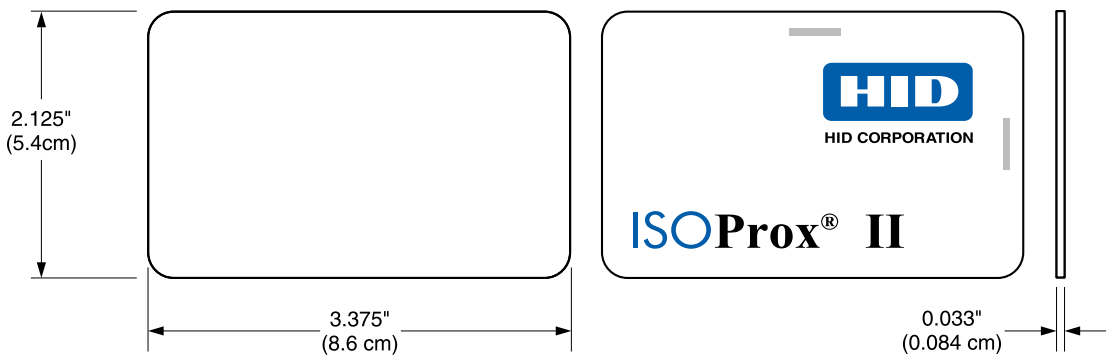 2.125"
(5.4cm)
3.375"
(8.6 cm)
HID
HID CORPORATION
ISOProx® II
0.033"
(0.084 cm)